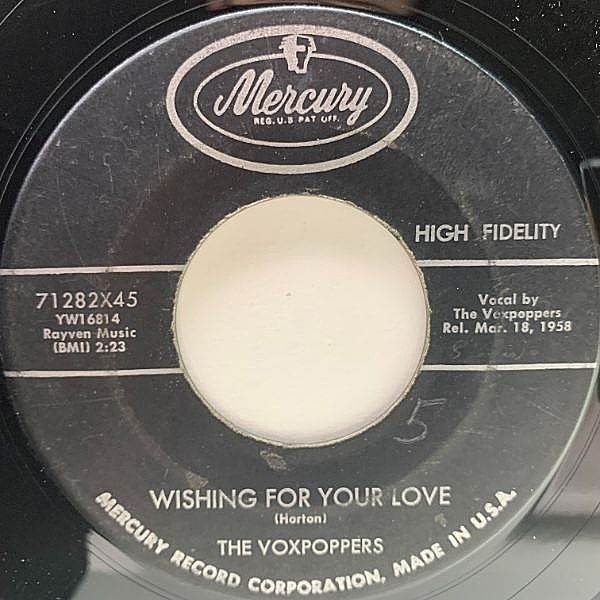 Mercury
REG. U.S PAT OFF.
HIGH FIDELITY
71282X45
YW16814
Rayven Music
(BMI) 2:23
Vocal by
The Voxpoppers
Rel. Mar. 18, 1958
5
WISHING FOR YOUR LOVE
(Horton)
THE VOXPOPPERS
MERCURY RECORD CORPORATION, MADE IN U.S.A.